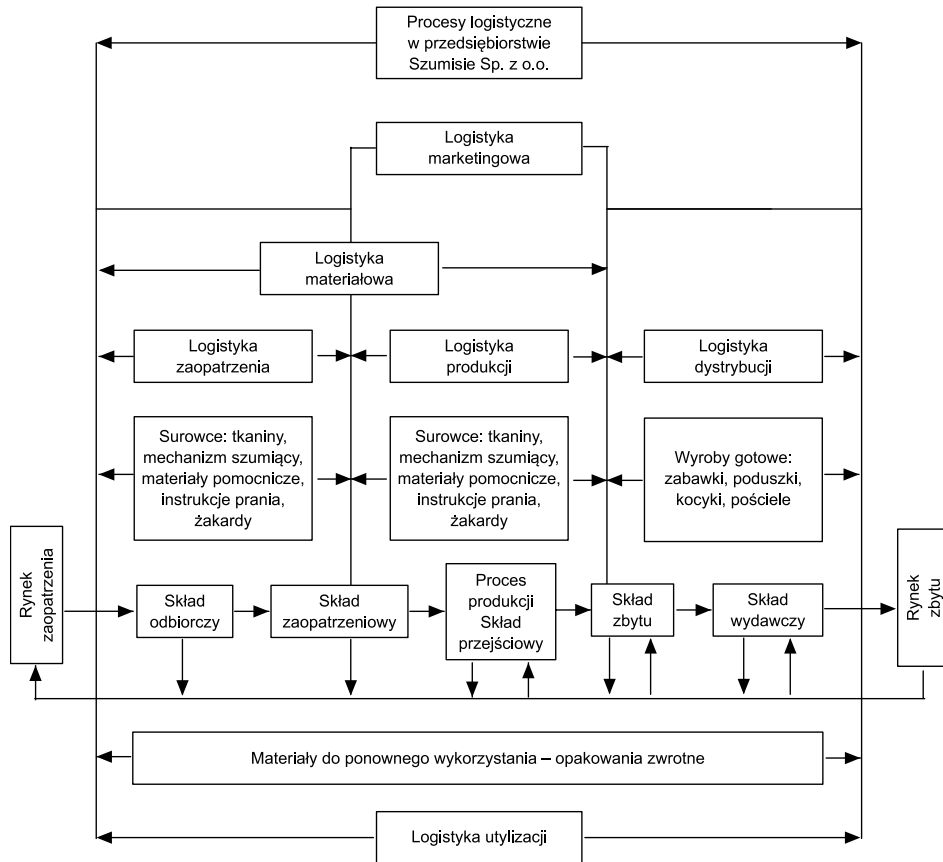 Procesy logistyczne
w przedsiębiorstwie
Szumisie Sp. z o.o.
Logistyka
marketingowa
Logistyka
materiałowa
Logistyka
zaopatrzenia
Logistyka
produkcji
Logistyka
dystrybucji
Surowce: tkaniny,
mechanizm szumiący,
materiały pomocnicze,
instrukcje prania,
żakardy
Surowce: tkaniny,
mechanizm szumiący,
materiały pomocnicze,
instrukcje prania,
żakardy
Wyroby gotowe:
zabawki, poduszki,
kocyki, pościele
Rynek
zaopatrzenia
Skład
odbiorczy
Skład
zaopatrzeniowy
Proces
produkcji
Skład
przejściowy
Skład
zbytu
Skład
wydawczy
Rynek
zbytu
Materiały do ponownego wykorzystania – opakowania zwrotne
Logistyka utylizacji